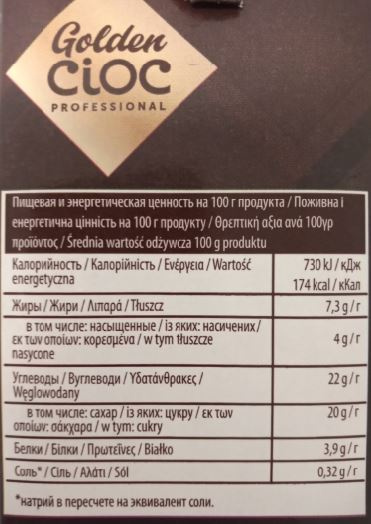 Golden
CIOC
PROFESSIONAL
Пищевая и энергетическая ценность на 100 г продукта / Поживна і
енергетична цінність на 100 г продукту / Θρεπτική αξία ανά 100γρ
προϊόντος / Średnia wartość odżywcza 100 g produktu
Калорийность / Калорійність / Ενέργεια / Wartość
energetyczna
730 kJ / кДж
174 kcal / кКал
Жиры / Жири / Λιπαρά / Tłuszcz
7,3 g / г
в том числе: насыщенные / із яких: насичених /
εκ των οποίων: κορεσμένα / w tym tłuszcze
nasycone
4 g / г
Углеводы / Вуглеводи / Υδατάνθρακες /
Węglowodany
22 g / г
в том числе: сахар / із яких: цукру / εκ των
οποίων: σάκχαρα / w tym: cukry
20 g / г
Белки / Білки / Πρωτεΐνες / Białko
3,9 g / г
Соль* / Сіль / Αλάτι / Sól
0,32 g / г
*натрий в пересчете на эквивалент соли.